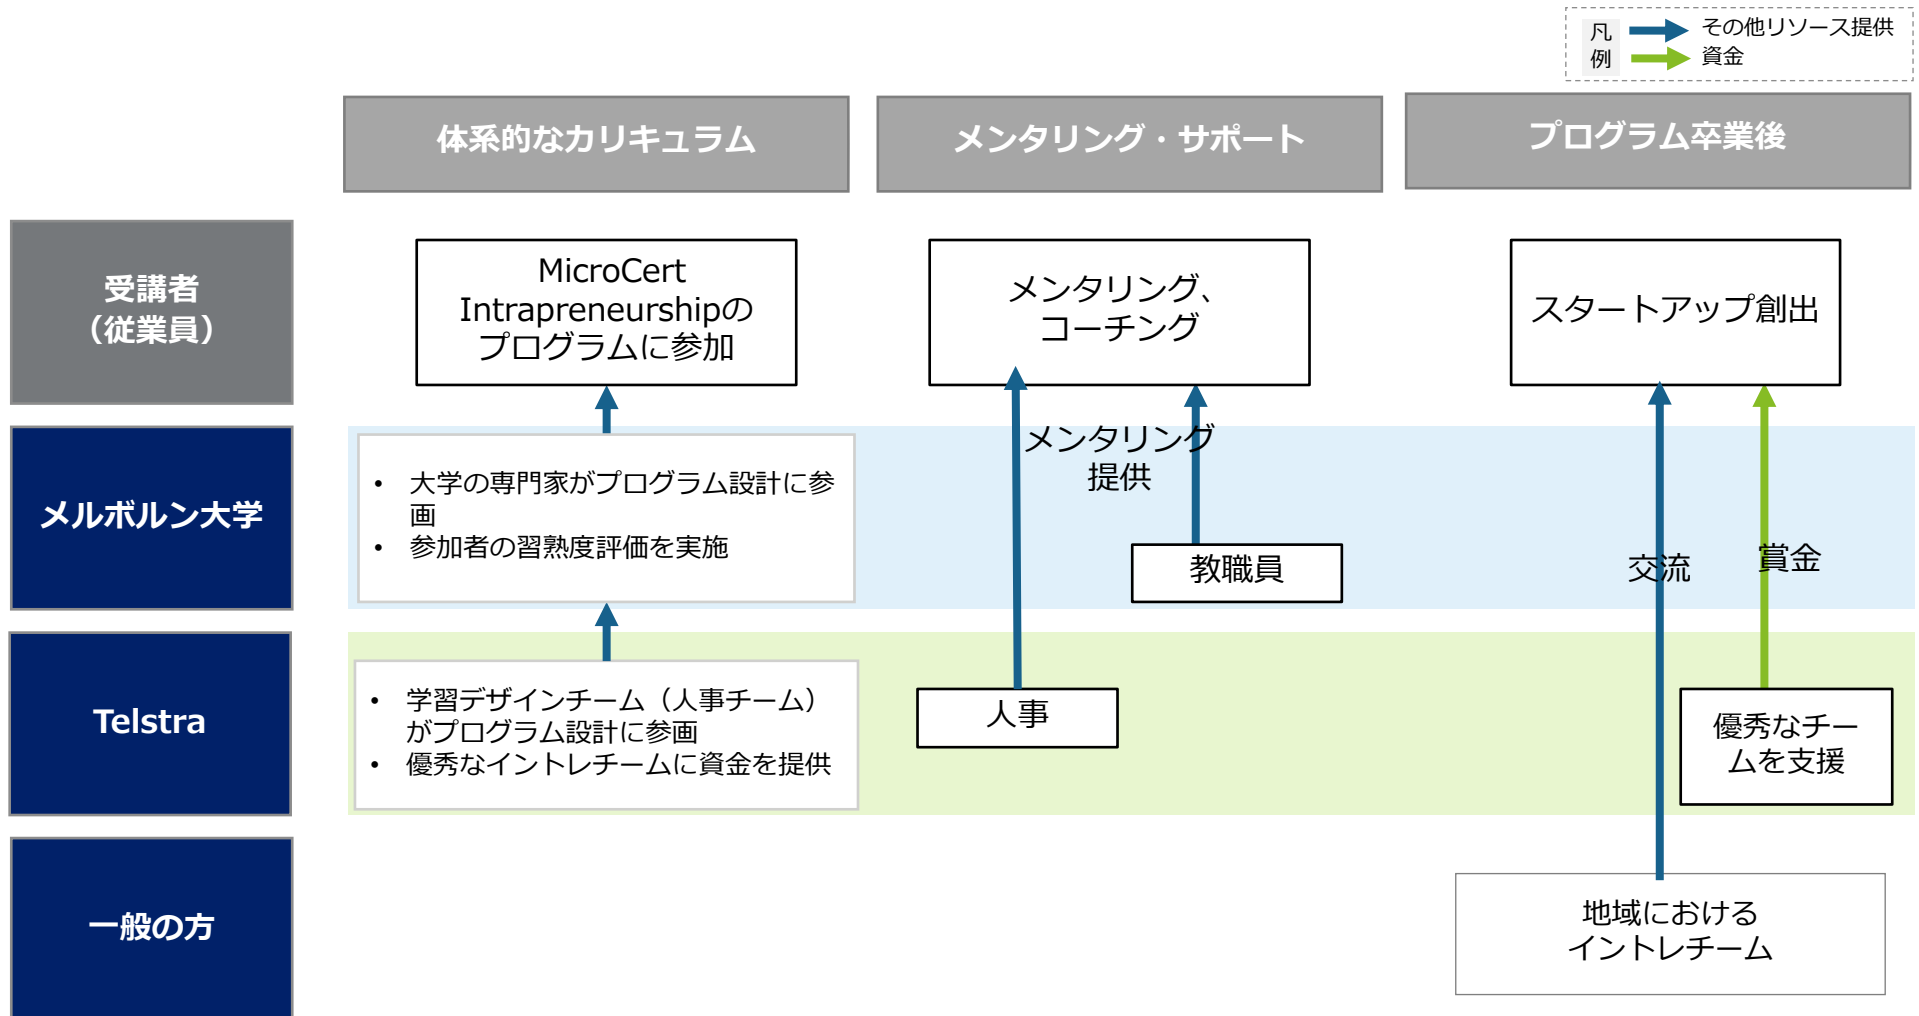 凡
例
その他リソース提供
資金
体系的なカリキュラム
メンタリング・サポート
プログラム卒業後
受講者
（従業員）
MicroCert
Intrapreneurshipの
プログラムに参加
メンタリング、
コーチング
スタートアップ創出
メルボルン大学
• 大学の専門家がプログラム設計に参
画
• 参加者の習熟度評価を実施
メンタリング
提供
教職員
交流
賞金
Telstra
• 学習デザインチーム（人事チーム）
がプログラム設計に参画
• 優秀なイントレチームに資金を提供
人事
優秀なチー
ムを支援
一般の方
地域における
イントレチーム